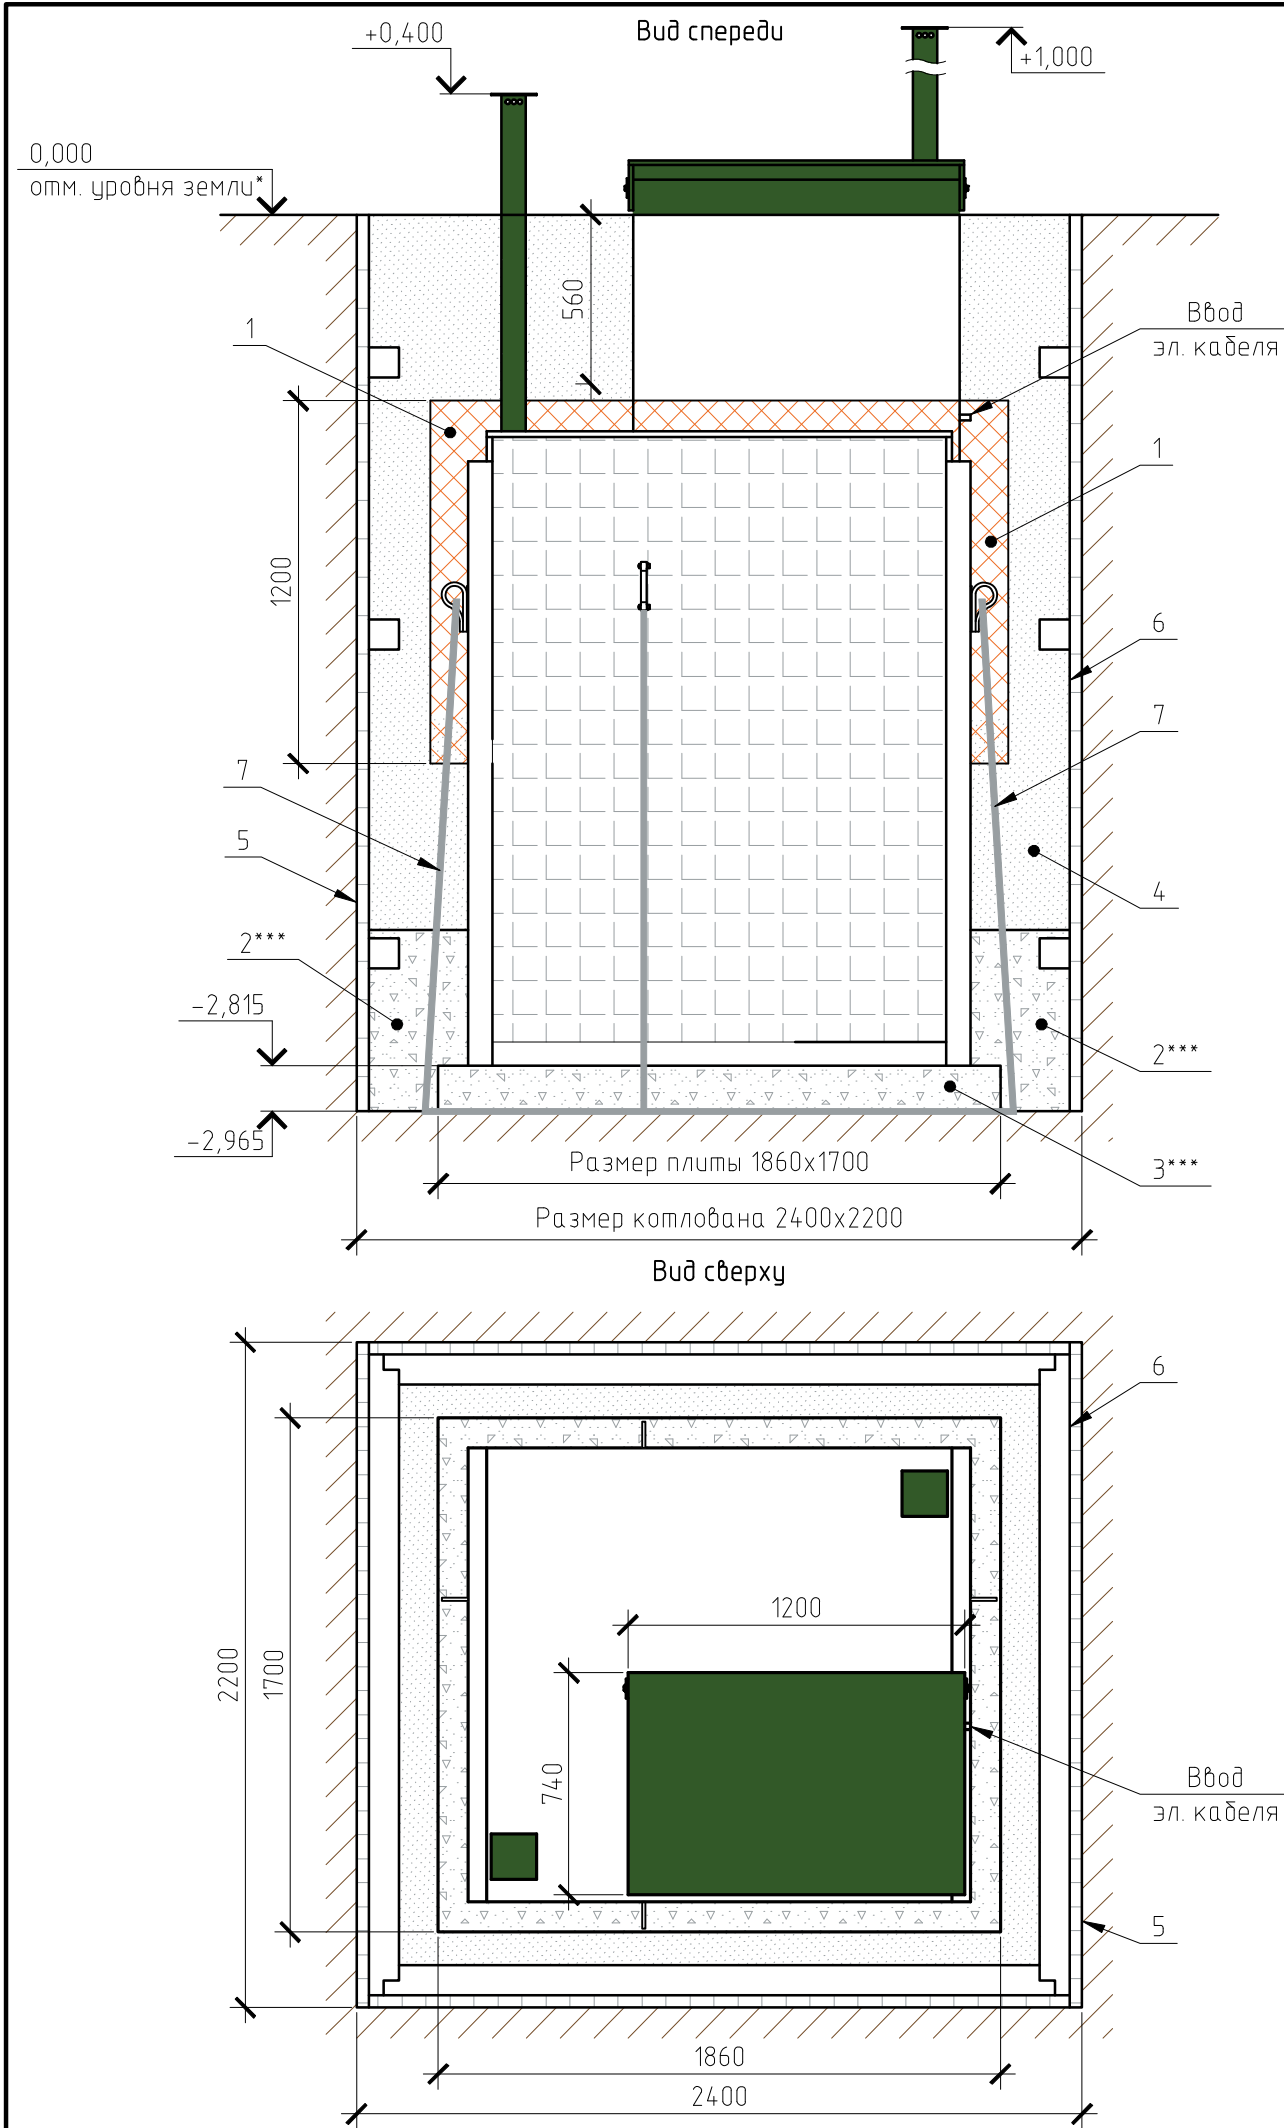 Вид спереди
+0,400
+1,000
0,000
отм. уровня земли*
560
Ввод
эл. кабеля
1
1
1200
6
7
7
5
4
2***
-2,815
2***
-2,965
Размер плиты 1860х1700
3***
Размер котлована 2400х2200
Вид сверху
6
1200
2200
1700
740
Ввод
эл. кабеля
5
1860
2400